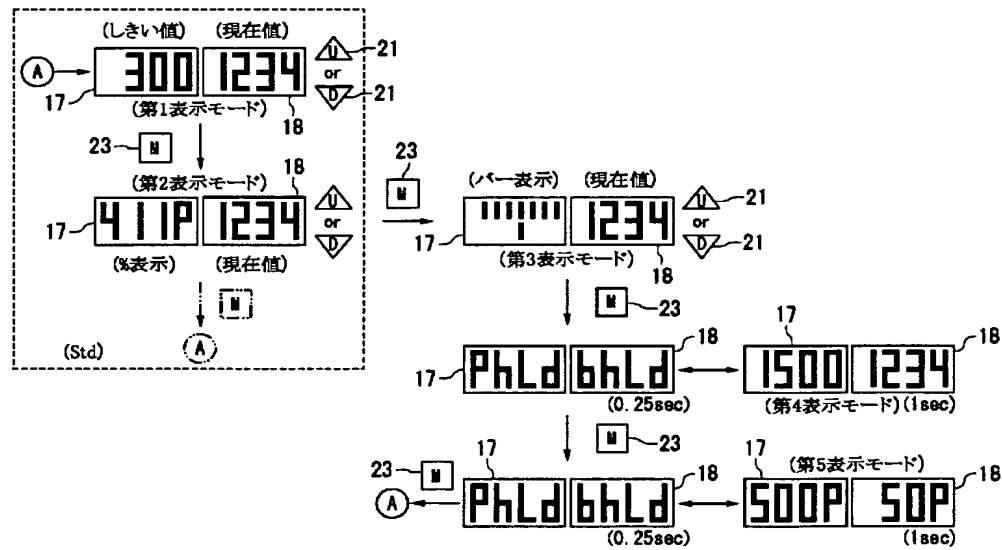 (しきい値) (現在値)
A 300 1234 U 21
or
17 D 21
(第1表示モード) 18
23 M
(第2表示モード) 18
17 411P 1234 U
or
D
(%表示) (現在値)
M
(Std) A
23
M
(バー表示) (現在値)
1234 U 21
or
17 D 21
(第3表示モード) 18
M 23
17 18
17 PhLd bhLd 1500 1234 18
(0.25sec) (第4表示モード) (1sec)
M 23
17 18 17 (第5表示モード) 18
23 M
A PhLd bhLd 500P 50P
(0.25sec) (1sec)